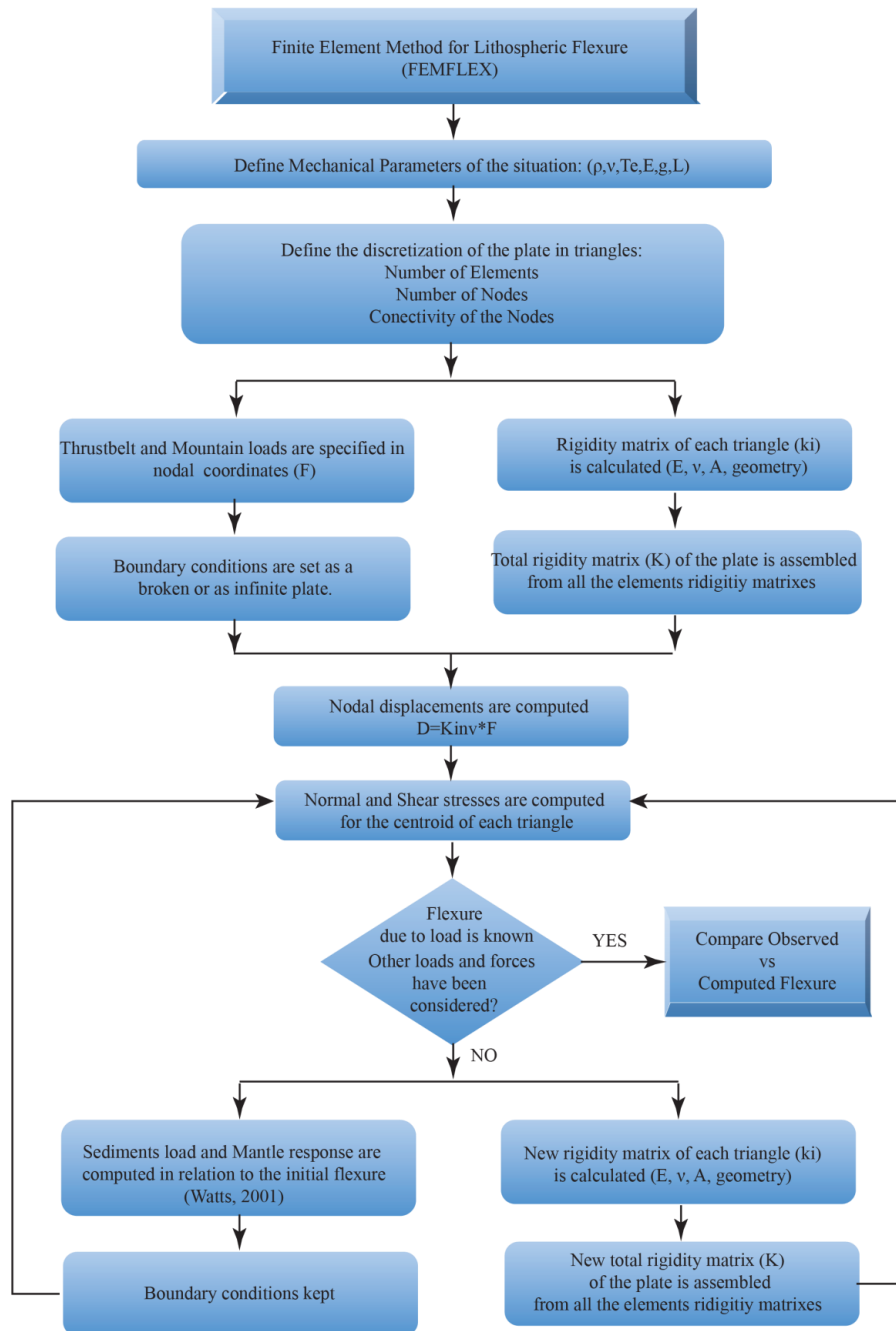 Finite Element Method for Lithospheric Flexure
(FEMFLEX)
Define Mechanical Parameters of the situation: (ρ,ν,Te,E,g,L)
Define the discretization of the plate in triangles:
Number of Elements
Number of Nodes
Conectivity of the Nodes
Thrustbelt and Mountain loads are specified in
nodal coordinates (F)
Rigidity matrix of each triangle (ki)
is calculated (E, ν, A, geometry)
Boundary conditions are set as a
broken or as infinite plate.
Total rigidity matrix (K) of the plate is assembled
from all the elements ridigitiy matrixes
Nodal displacements are computed
D=Kinv*F
Normal and Shear stresses are computed
for the centroid of each triangle
Flexure
due to load is known
Other loads and forces
have been
considered?
YES
Compare Observed
vs
Computed Flexure
NO
Sediments load and Mantle response are
computed in relation to the initial flexure
(Watts, 2001)
New rigidity matrix of each triangle (ki)
is calculated (E, ν, A, geometry)
Boundary conditions kept
New total rigidity matrix (K)
of the plate is assembled
from all the elements ridigitiy matrixes